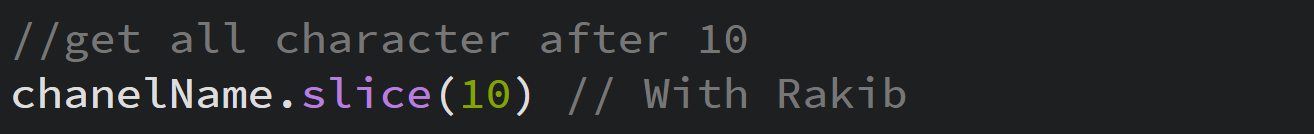 //get all character after 10
chanelName.slice(10) // With Rakib